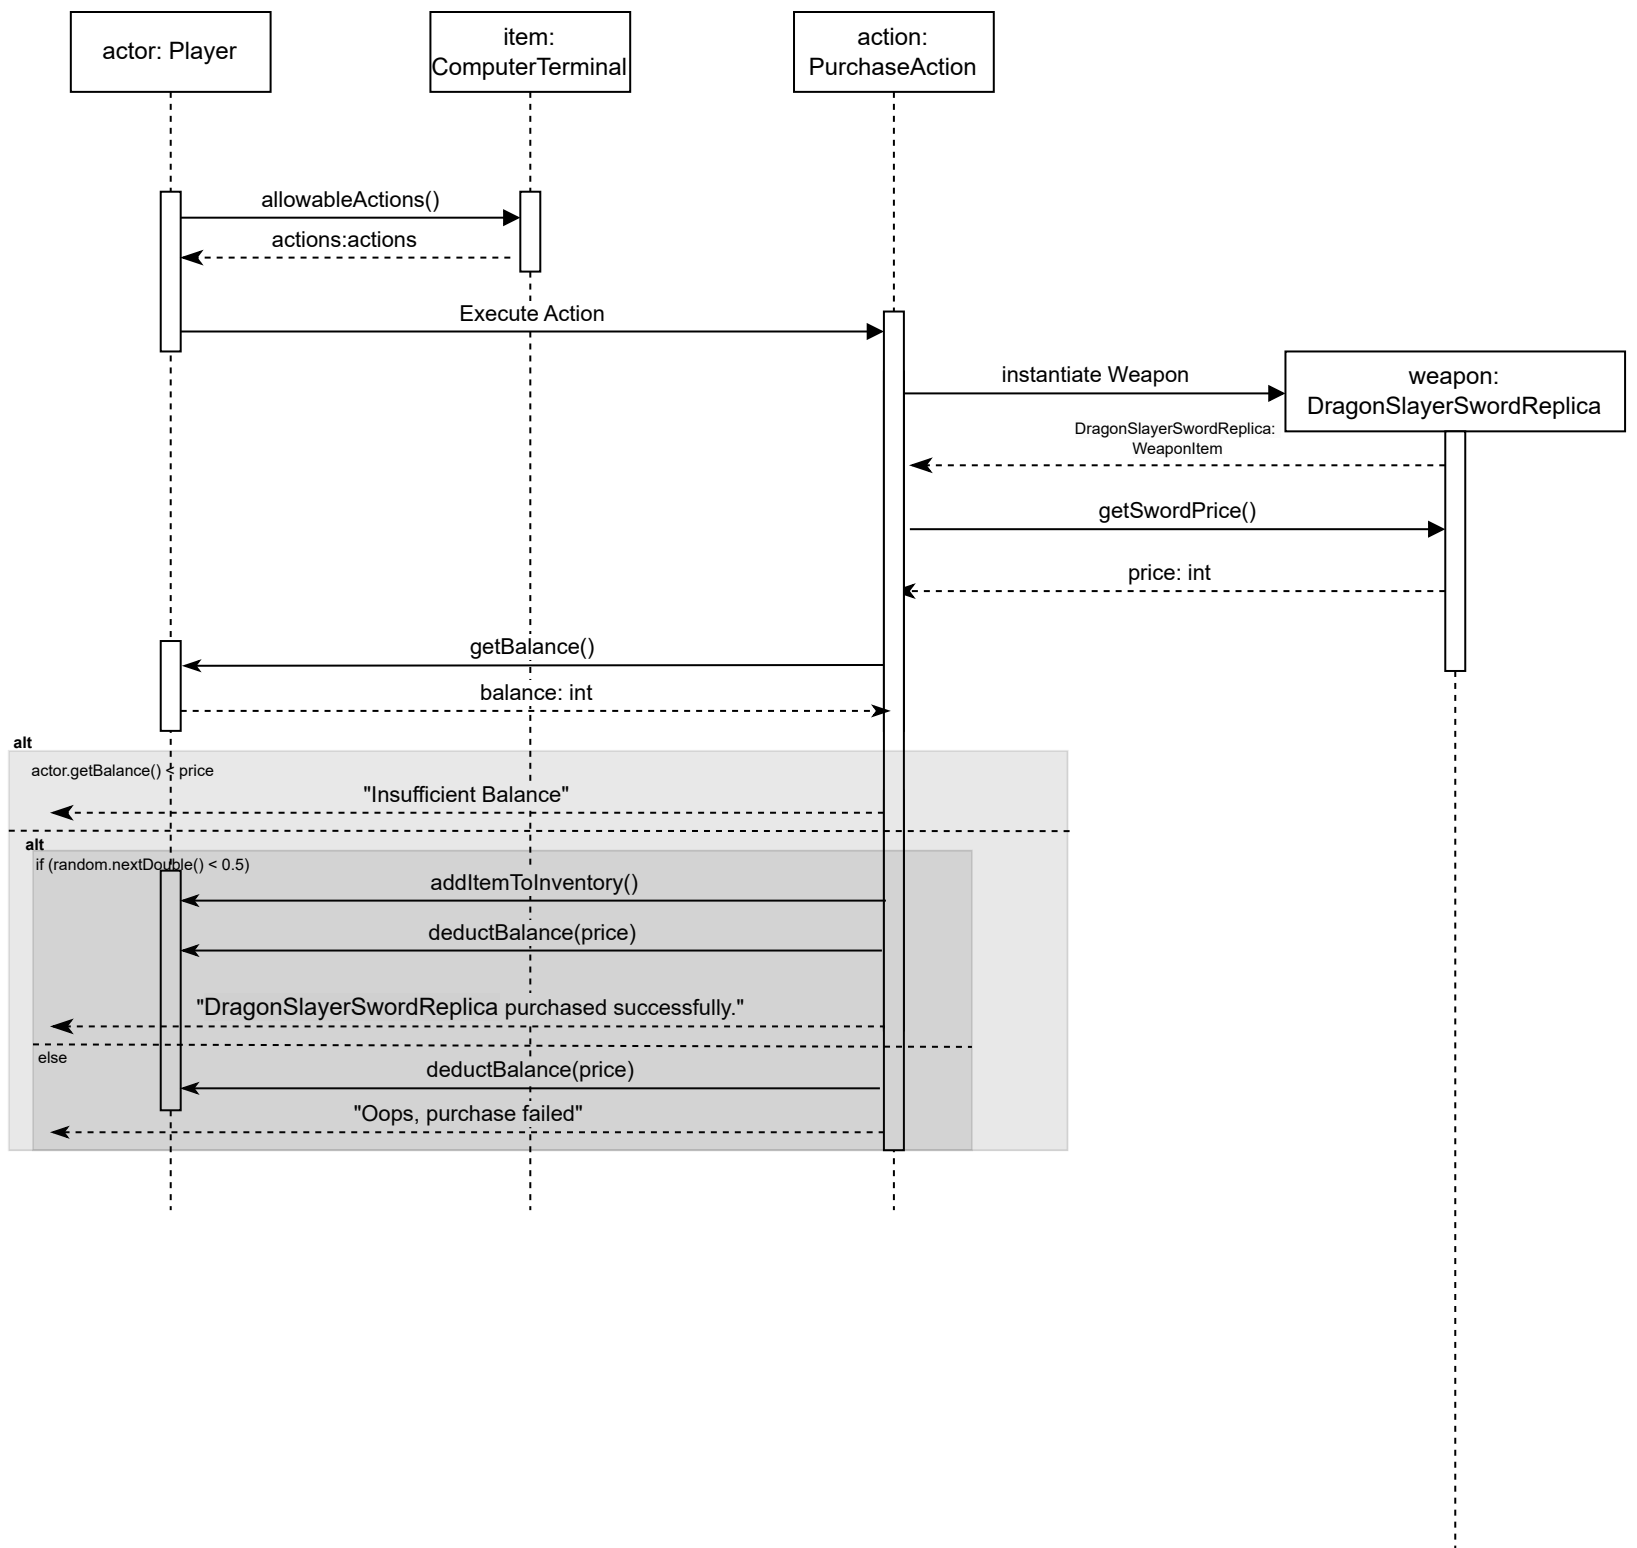 actor: Player
item:
ComputerTerminal
action:
PurchaseAction
allowableActions()
actions:actions
Execute Action
instantiate Weapon
weapon:
DragonSlayerSwordReplica
DragonSlayerSwordReplica:
WeaponItem
getSwordPrice()
price: int
getBalance()
balance: int
alt
actor.getBalance() < price
"Insufficient Balance"
alt
if (random.nextDouble() < 0.5)
addItemToInventory()
deductBalance(price)
"DragonSlayerSwordReplica purchased successfully."
else
deductBalance(price)
"Oops, purchase failed"